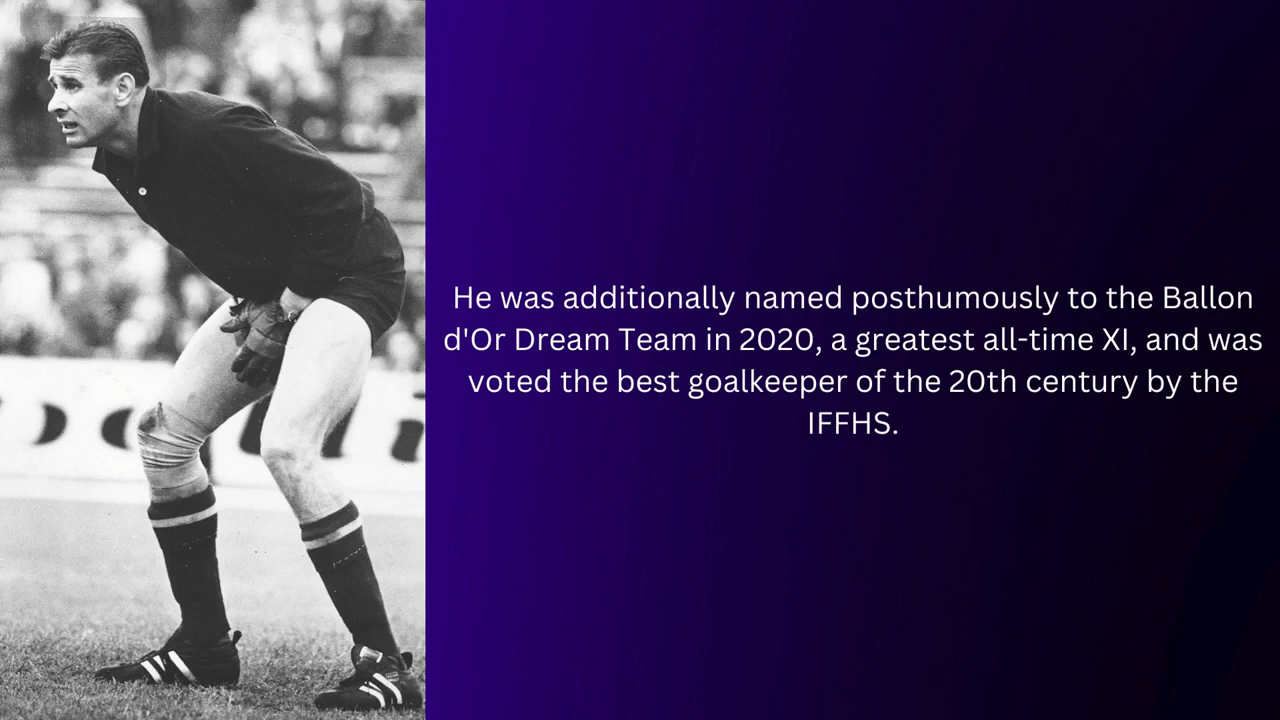 He was additionally named posthumously to the Ballon
d'Or Dream Team in 2020, a greatest all-time XI, and was
voted the best goalkeeper of the 20th century by the
IFFHS.